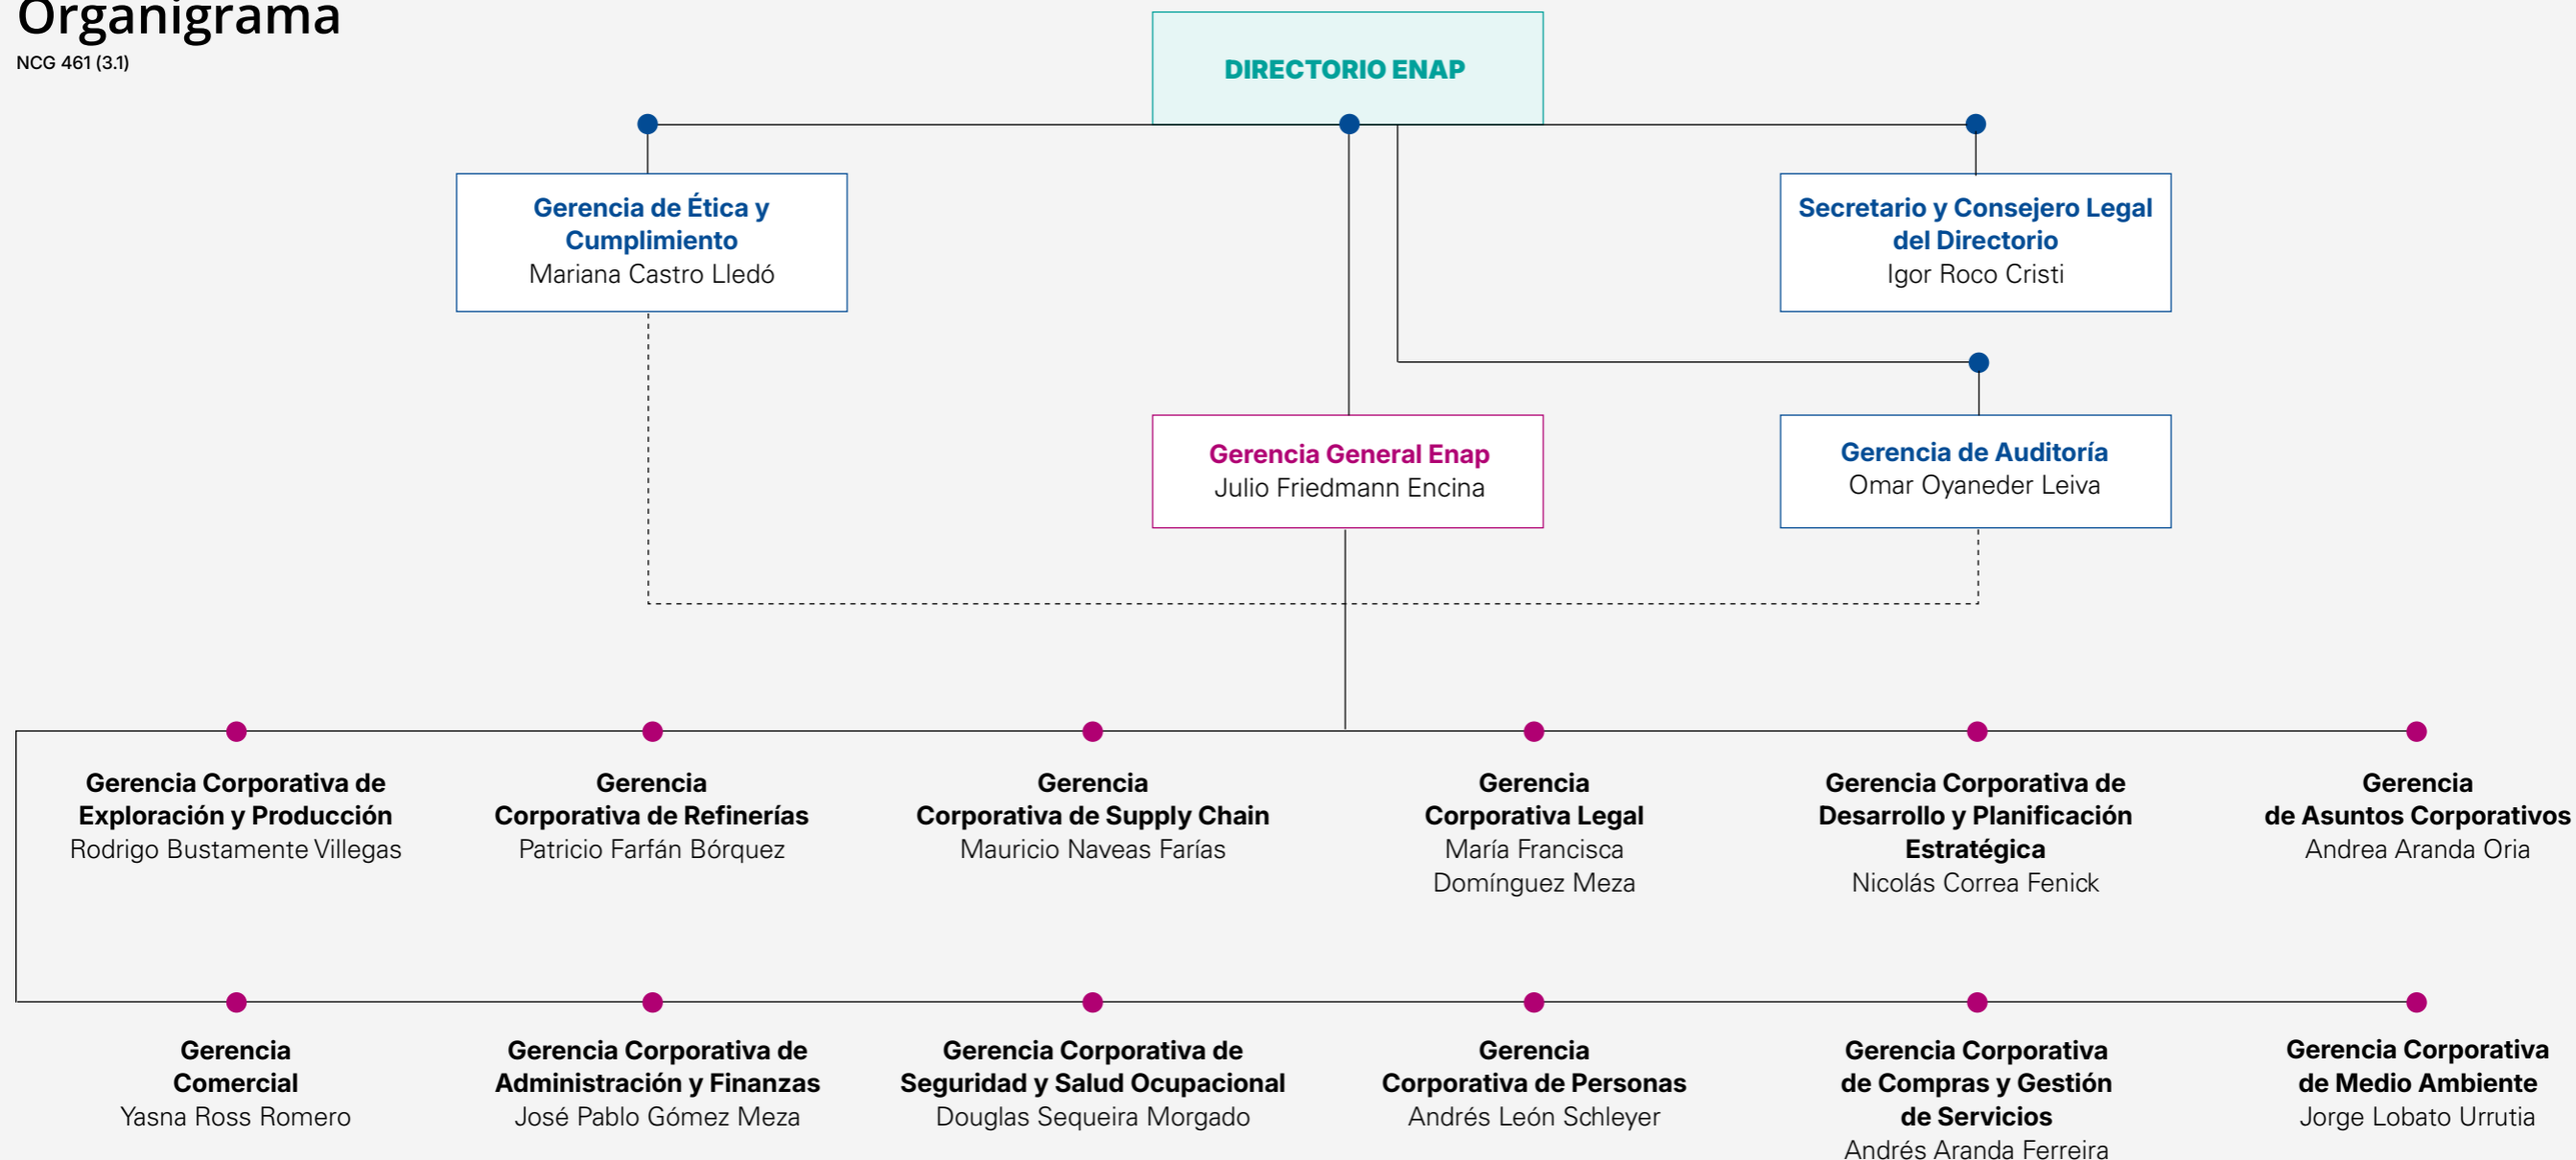 Organigrama
NCG 461 (3.1)
DIRECTORIO ENAP
Gerencia de Ética y
Cumplimiento
Mariana Castro Lledó
Secretario y Consejero Legal
del Directorio
Igor Roco Cristi
Gerencia General Enap
Julio Friedmann Encina
Gerencia de Auditoría
Omar Oyaneder Leiva
Gerencia Corporativa de
Exploración y Producción
Rodrigo Bustamente Villegas
Gerencia
Corporativa de Refinerías
Patricio Farfán Bórquez
Gerencia
Corporativa de Supply Chain
Mauricio Naveas Farías
Gerencia
Corporativa Legal
María Francisca
Domínguez Meza
Gerencia Corporativa de
Desarrollo y Planificación
Estratégica
Nicolás Correa Fenick
Gerencia
de Asuntos Corporativos
Andrea Aranda Oria
Gerencia
Comercial
Yasna Ross Romero
Gerencia Corporativa de
Administración y Finanzas
José Pablo Gómez Meza
Gerencia Corporativa de
Seguridad y Salud Ocupacional
Douglas Sequeira Morgado
Gerencia
Corporativa de Personas
Andrés León Schleyer
Gerencia Corporativa
de Compras y Gestión
de Servicios
Andrés Aranda Ferreira
Gerencia Corporativa
de Medio Ambiente
Jorge Lobato Urrutia